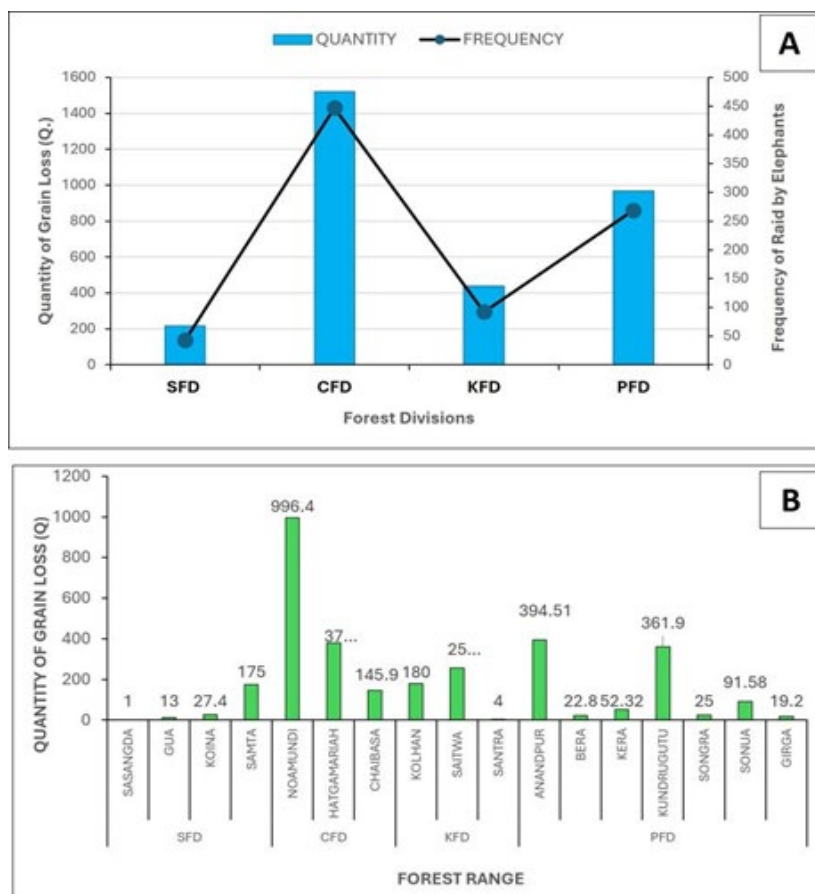 QUANTITY FREQUENCY
A
Quantity of Grain Loss (Q.)
1600
1400
1200
1000
800
600
400
200
0
500
450
400
350
300
250
200
150
100
50
0
Frequency of Raid by Elephants
SFD CFD KFD PFD
Forest Divisions
B
QUANTITY OF GRAIN LOSS (Q)
1200
1000
800
600
400
200
0
1 13 27.4 175 996.4 37... 145.9 180 25... 4 394.51 22.8 52.32 361.9 25 91.58 19.2
SASANGDA GUA KOINA SAMTA NOAMUNDI HATGAMARIAH CHAIBASA KOLHAN SAITWA SANTRA ANANDPUR BERA KERA KUNDRUGUTU SONGRA SONUA GIRGA
SFD CFD KFD PFD
FOREST RANGE